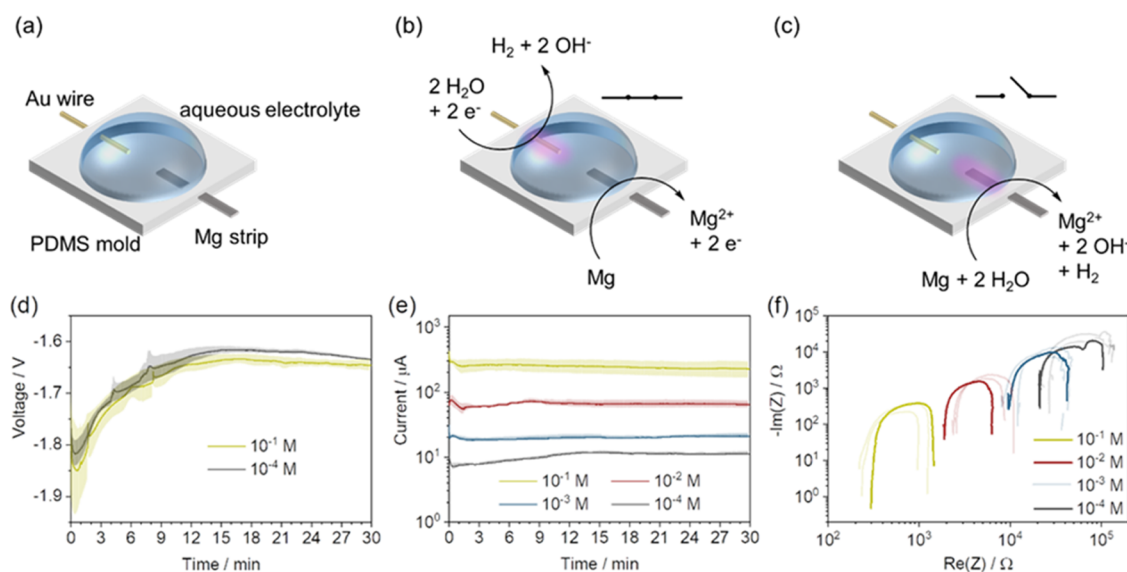 (a)
Au wire
aqueous electrolyte
PDMS mold
Mg strip
(b)
H₂ + 2 OH⁻
2 H₂O
+ 2 e⁻
Mg²⁺
+ 2 e⁻
Mg
(c)
Mg²⁺
+ 2 OH⁻
+ H₂
Mg + 2 H₂O
(d)
Voltage / V
-1.6
-1.7
-1.8
-1.9
10⁻¹ M
10⁻⁴ M
0 3 6 9 12 15 18 21 24 27 30
Time / min
(e)
Current / µA
10³
10²
10¹
10⁰
10⁻¹ M
10⁻² M
10⁻³ M
10⁻⁴ M
0 3 6 9 12 15 18 21 24 27 30
Time / min
(f)
-Im(Z) / Ω
10⁵
10⁴
10³
10²
10¹
10⁰
10⁻¹ M
10⁻² M
10⁻³ M
10⁻⁴ M
10² 10³ 10⁴ 10⁵
Re(Z) / Ω